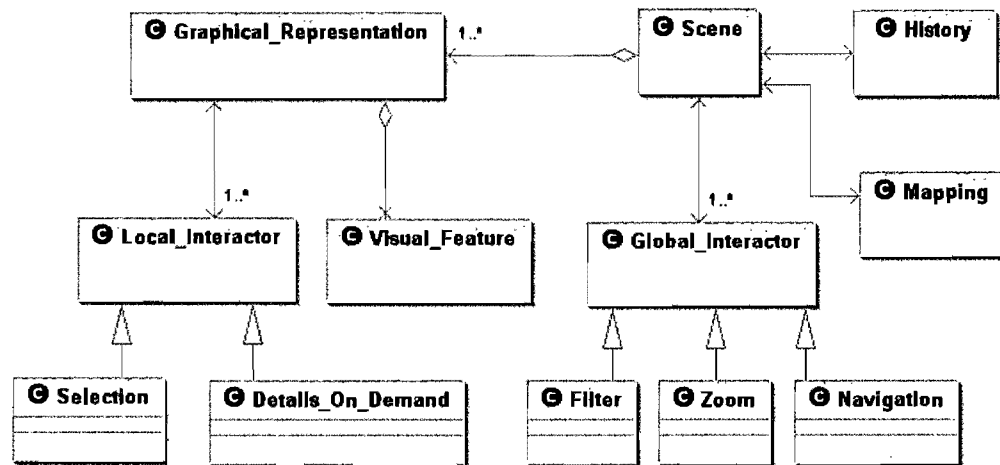 C Graphical_Representation
1..*
C Scene
C History
C Mapping
1..*
1..*
C Local_Interactor
C Visual_Feature
C Global_Interactor
C Selection
C Details_On_Demand
C Filter
C Zoom
C Navigation